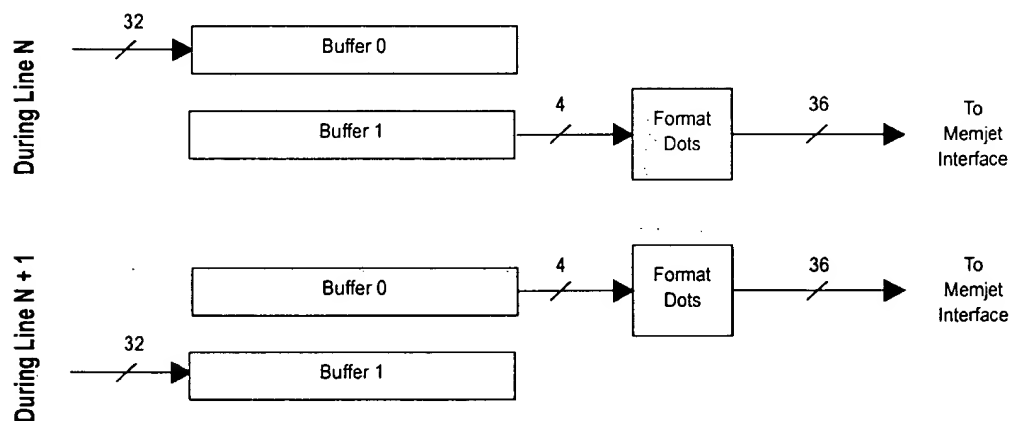 During Line N
32
Buffer 0
Buffer 1
4
Format
Dots
36
To
Memjet
Interface
During Line N + 1
Buffer 0
4
Format
Dots
36
To
Memjet
Interface
32
Buffer 1